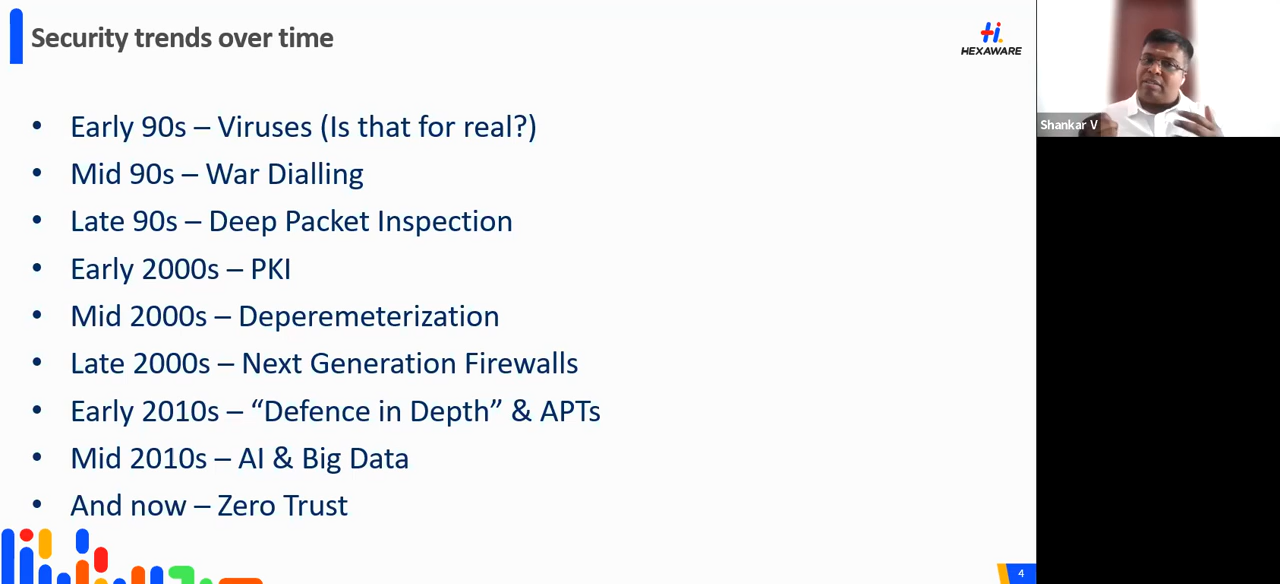 Security trends over time
HEXAWARE
• Early 90s – Viruses (Is that for real?)
• Mid 90s – War Dialling
• Late 90s – Deep Packet Inspection
• Early 2000s – PKI
• Mid 2000s – Deperemeterization
• Late 2000s – Next Generation Firewalls
• Early 2010s – “Defence in Depth” & APTs
• Mid 2010s – AI & Big Data
• And now – Zero Trust
4
Shankar V